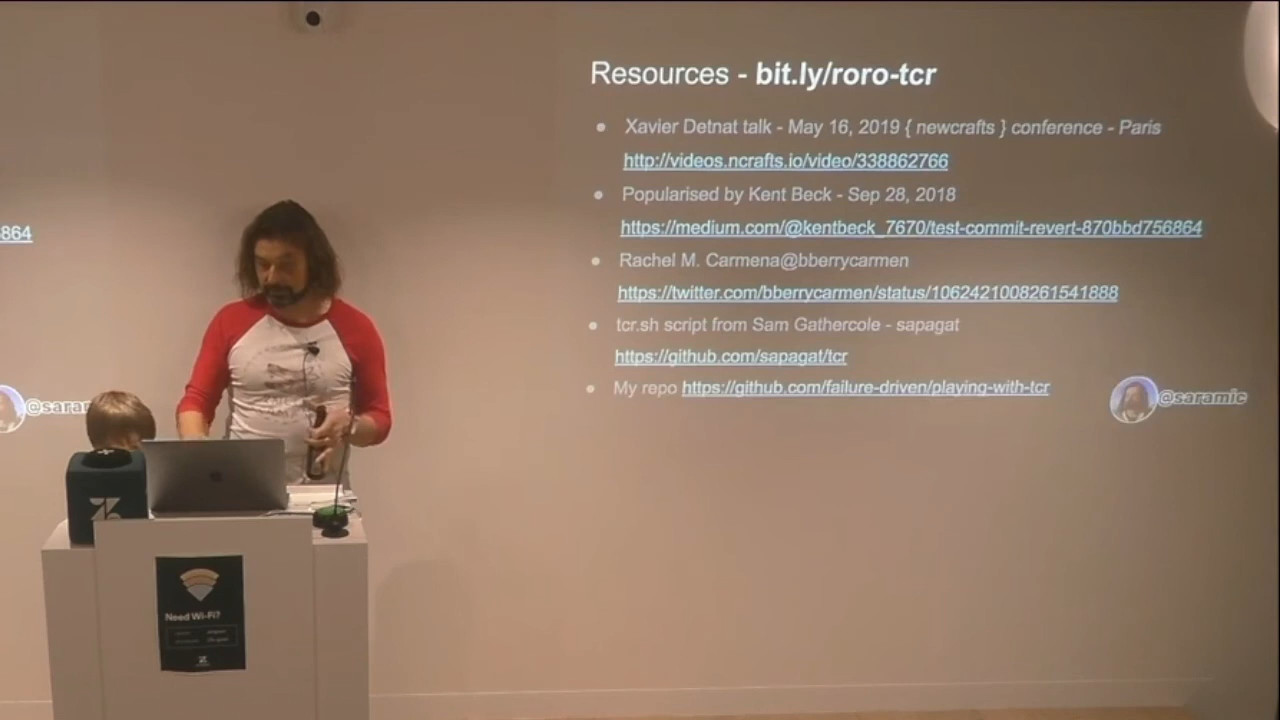 Resources - bit.ly/roro-tcr
Xavier Detnat talk - May 16, 2019 { newcrafts } conference - Paris
http://videos.ncrafts.io/video/338862766
Popularised by Kent Beck - Sep 28, 2018
https://medium.com/@kentbeck_7670/test-commit-revert-870bbd756864
Rachel M. Carmena@bberrycarmen
https://twitter.com/bberrycarmen/status/1062421008261541888
tcr.sh script from Sam Gathercole - sapagat
https://github.com/sapagat/tcr
My repo https://github.com/failure-driven/playing-with-tcr
@saramic
864
@saram
Need Wi-Fi?